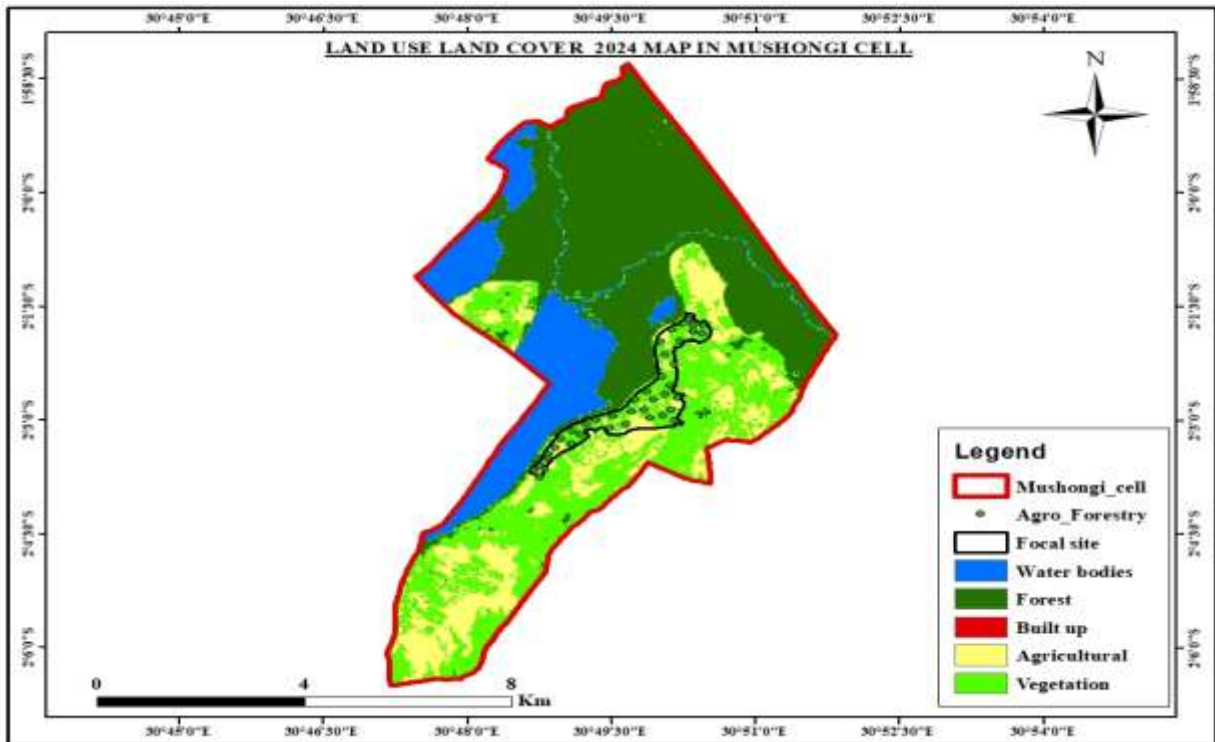 30°45'0"E 30°46'30"E 30°48'0"E 30°49'30"E 30°51'0"E 30°52'30"E 30°54'0"E
LAND USE LAND COVER 2024 MAP IN MUSHONGI CELL
N
1°58'30"S
2°0'0"S
2°1'30"S
2°3'0"S
2°4'30"S
2°6'0"S
1°58'30"S
2°0'0"S
2°1'30"S
2°3'0"S
2°4'30"S
2°6'0"S
Legend
Mushongi_cell
Agro_Forestry
Focal site
Water bodies
Forest
Built up
Agricultural
Vegetation
0 4 8
Km
30°45'0"E 30°46'30"E 30°48'0"E 30°49'30"E 30°51'0"E 30°52'30"E 30°54'0"E